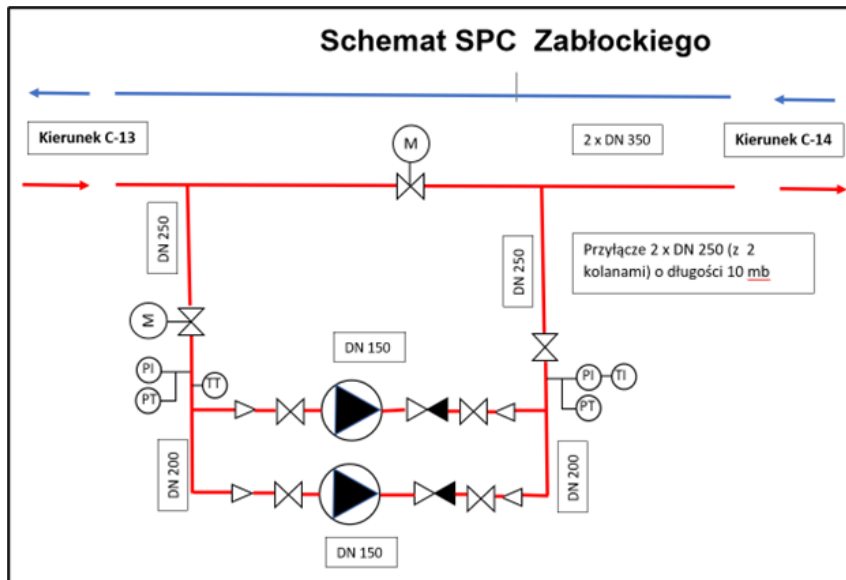 Schemat SPC Zabłockiego
Kierunek C-13
M
2 x DN 350
Kierunek C-14
DN 250
DN 250
Przyłącze 2 x DN 250 (z 2
kolanami) o długości 10 mb
M
DN 150
PI
TT
PT
PI
TI
PT
DN 200
DN 200
DN 150